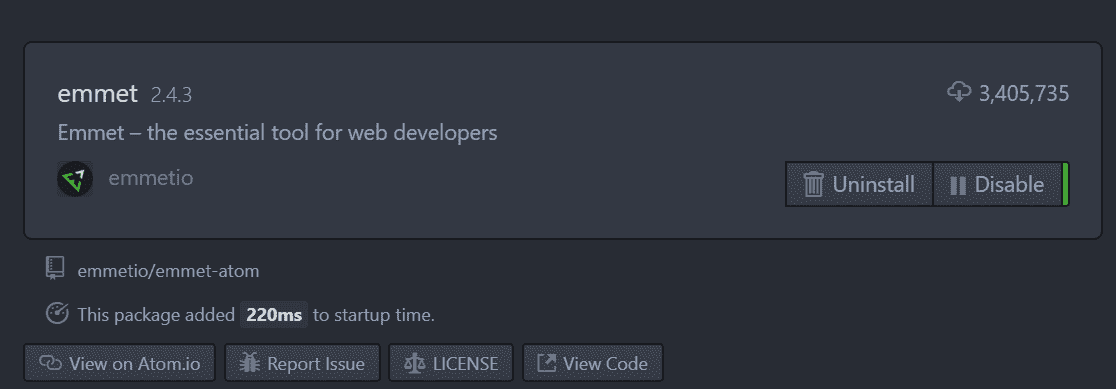 emmet 2.4.3 3,405,735
Emmet – the essential tool for web developers
emmetio Uninstall Disable
emmetio/emmet-atom
This package added 220ms to startup time.
View on Atom.io Report Issue LICENSE View Code